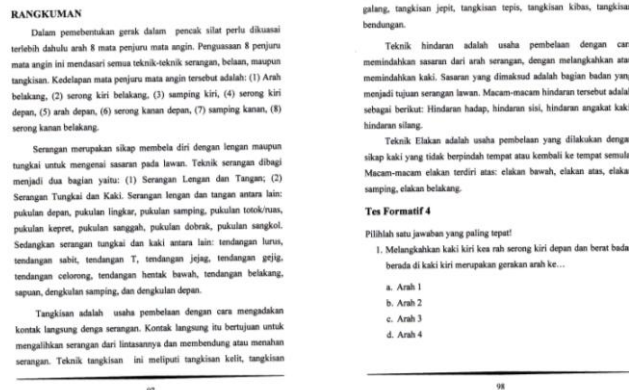 RANGKUMAN
Dalam pemebentukan gerak dalam pencak silat perlu dikuasai
terlebih dahulu arah 8 mata penjuru mata angin. Penguasaan 8 penjuru
mata angin ini mendasari semua teknik-teknik serangan, belaan, maupun
tangkisan. Kedelapan mata penjuru mata angin tersebut adalah: (1) Arah
belakang, (2) serong kiri belakang, (3) samping kiri, (4) serong kiri
depan, (5) arah depan, (6) serong kanan depan, (7) samping kanan, (8)
serong kanan belakang.
Serangan merupakan sikap membela diri dengan lengan maupun
tungkai untuk mengenai sasaran pada lawan. Teknik serangan dibagi
menjadi dua bagian yaitu: (1) Serangan Lengan dan Tangan; (2)
Serangan Tungkai dan Kaki. Serangan lengan dan tangan antara lain:
pukulan depan, pukulan lingkar, pukulan samping, pukulan totok/ruas,
pukulan kepret, pukulan sanggah, pukulan dobrak, pukulan sangkol.
Sedangkan serangan tungkai dan kaki antara lain: tendangan lurus,
tendangan sabit, tendangan T, tendangan jejag, tendangan gejig,
tendangan celorong, tendangan hentak bawah, tendangan belakang,
sapuan, dengkulan samping, dan dengkulan depan.
Tangkisan adalah usaha pembelaan dengan cara mengadakan
kontak langsung denga serangan. Kontak langsung itu bertujuan untuk
mengalihkan serangan dari lintasannya dan membendung atau menahan
serangan. Teknik tangkisan ini meliputi tangkisan kelit, tangkisan
galang, tangkisan jepit, tangkisan tepis, tangkisan kibas, tangkisa
bendungan.
Teknik hindaran adalah usaha pembelaan dengan car
memindahkan sasaran dari arah serangan, dengan melangkahkan ata
memindahkan kaki. Sasaran yang dimaksud adalah bagian badan yan
menjadi tujuan serangan lawan. Macam-macam hindaran tersebut adala
sebagai berikut: Hindaran hadap, hindaran sisi, hindaran angakat kak
hindaran silang.
Teknik Elakan adalah usaha pembelaan yang dilakukan denga
sikap kaki yang tidak berpindah tempat atau kembali ke tempat semula
Macam-macam elakan terdiri atas: elakan bawah, elakan atas, elaka
samping, elakan belakang.
Tes Formatif 4
Pilihlah satu jawaban yang paling tepat!
1. Melangkahkan kaki kiri kea rah serong kiri depan dan berat bada
berada di kaki kiri merupakan gerakan arah ke…
a. Arah 1
b. Arah 2
c. Arah 3
d. Arah 4
98